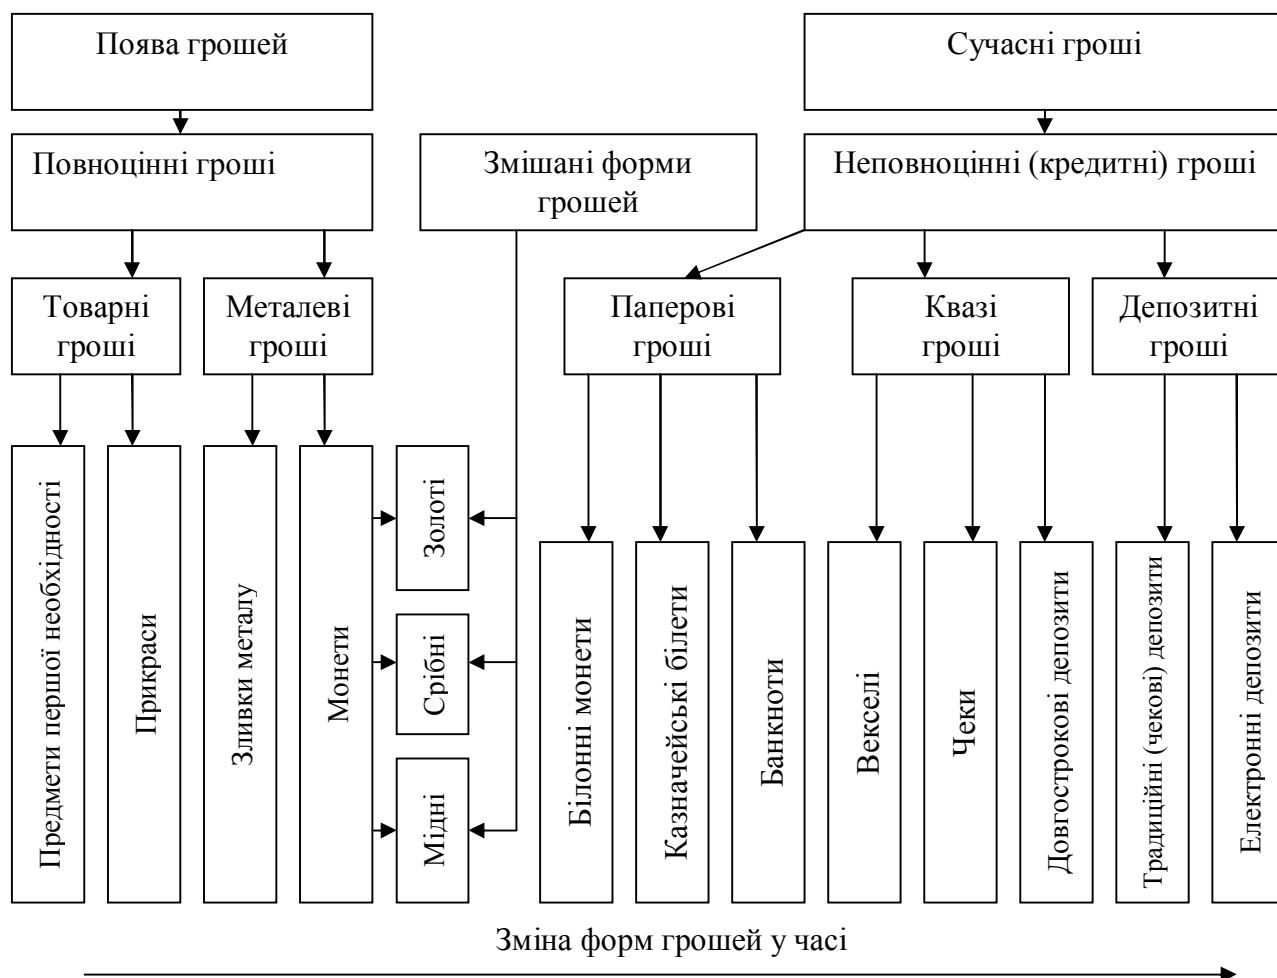 Поява грошей
Сучасні гроші
Повноцінні гроші
Змішані форми
грошей
Неповноцінні (кредитні) гроші
Товарні
гроші
Металеві
гроші
Паперові
гроші
Квазі
гроші
Депозитні
гроші
Предмети першої необхідності
Прикраси
Зливки металу
Монети
Золоті
Срібні
Мідні
Білонні монети
Казначейські білети
Банкноти
Векселі
Чеки
Довгострокові депозити
Традиційні (чекові) депозити
Електронні депозити
Зміна форм грошей у часі